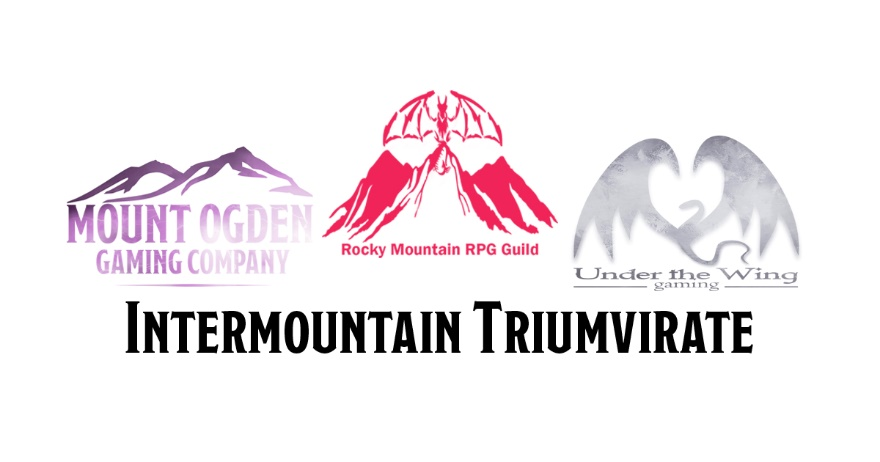 MOUNT OGDEN
GAMING COMPANY
Rocky Mountain RPG Guild
Under the Wing
gaming
INTERMOUNTAIN TRIUMVIRATE